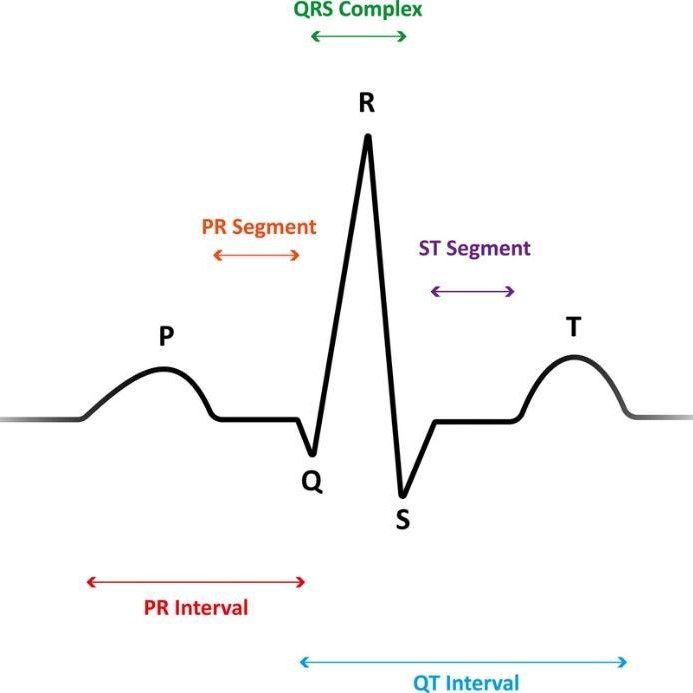 QRS Complex
R
PR Segment
ST Segment
P
T
Q
S
PR Interval
QT Interval